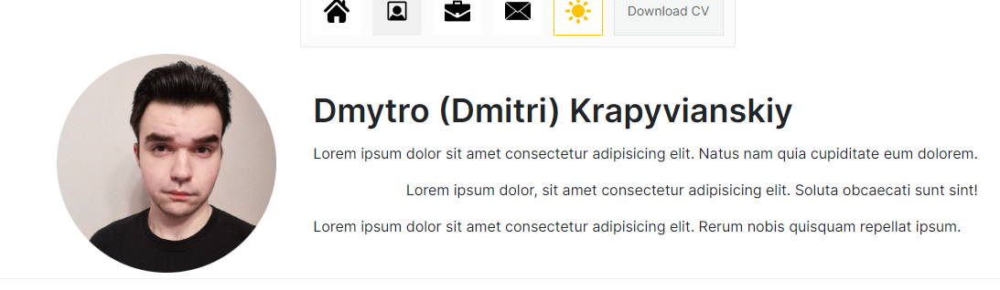 Download CV
Dmytro (Dmitri) Krapyvianskiy
Lorem ipsum dolor sit amet consectetur adipisicing elit. Natus nam quia cupiditate eum dolorem.
Lorem ipsum dolor, sit amet consectetur adipisicing elit. Soluta obcaecati sunt sint!
Lorem ipsum dolor sit amet consectetur adipisicing elit. Rerum nobis quisquam repellat ipsum.